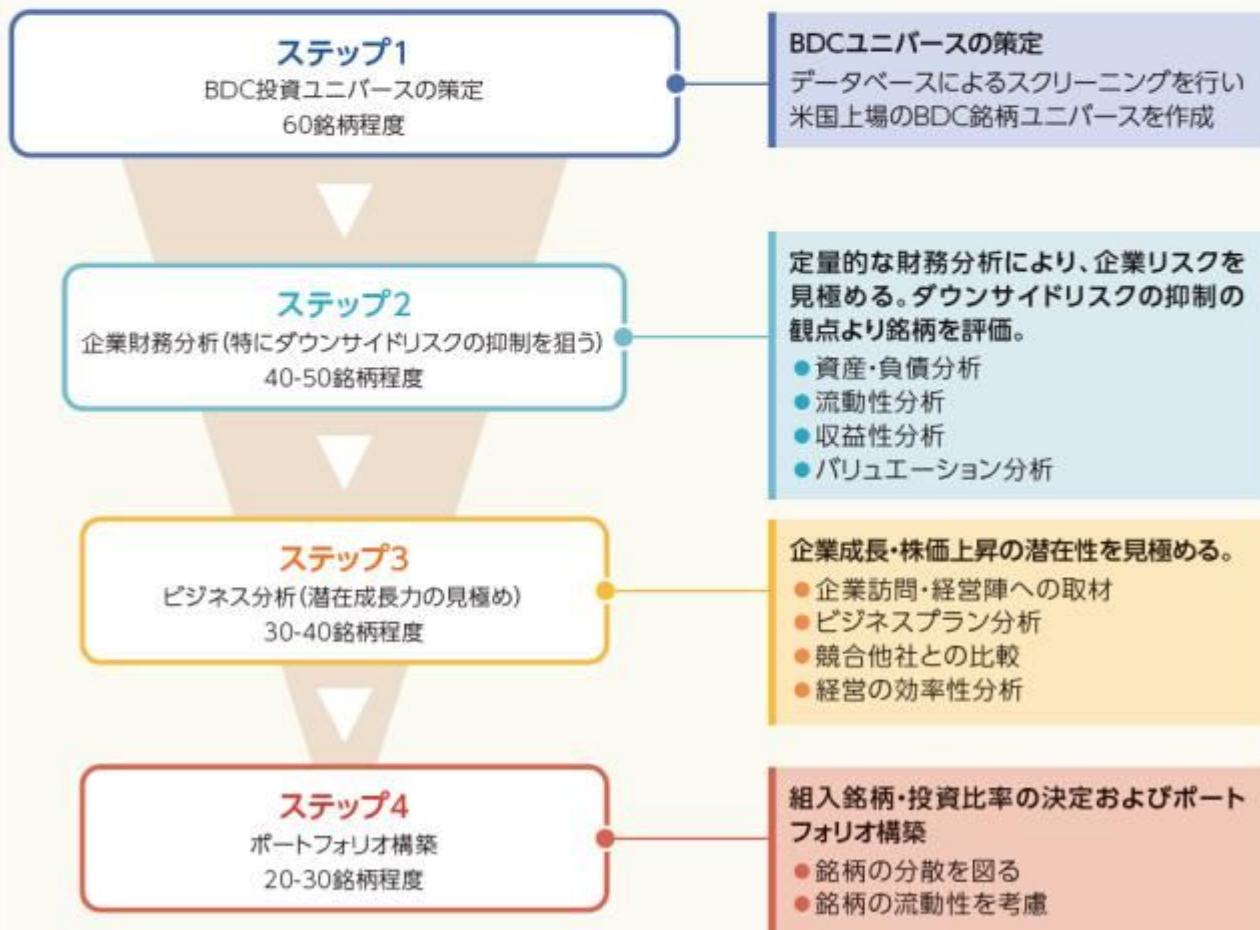 ステップ1
BDC投資ユニバースの策定
60銘柄程度
BDCユニバースの策定
データベースによるスクリーニングを行い
米国上場のBDC銘柄ユニバースを作成
ステップ2
企業財務分析(特にダウンサイドリスクの抑制を狙う)
40-50銘柄程度
定量的な財務分析により、企業リスクを
見極める。ダウンサイドリスクの抑制の
観点より銘柄を評価。
●資産・負債分析
●流動性分析
●収益性分析
●バリュエーション分析
ステップ3
ビジネス分析(潜在成長力の見極め)
30-40銘柄程度
企業成長・株価上昇の潜在性を見極める。
●企業訪問・経営陣への取材
●ビジネスプラン分析
●競合他社との比較
●経営の効率性分析
ステップ4
ポートフォリオ構築
20-30銘柄程度
組入銘柄・投資比率の決定およびポート
フォリオ構築
●銘柄の分散を図る
●銘柄の流動性を考慮